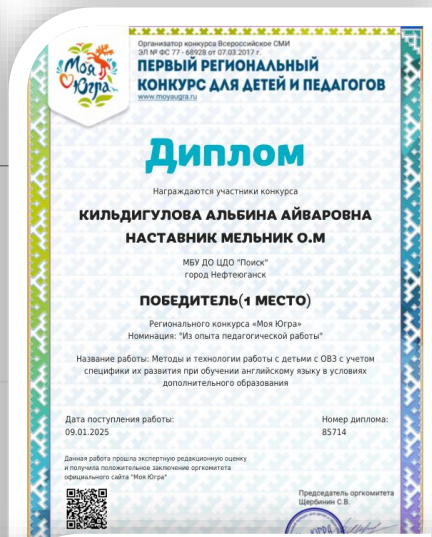 Моя Югра
Организатор конкурса Всероссийское СМИ
ЭЛ № ФС 77 - 68928 от 07.03.2017 г.
ПЕРВЫЙ РЕГИОНАЛЬНЫЙ
КОНКУРС ДЛЯ ДЕТЕЙ И ПЕДАГОГОВ
www.moyaugra.ru
Диплом
Награждаются участники конкурса
КИЛЬДИГУЛОВА АЛЬБИНА АЙВАРОВНА
НАСТАВНИК МЕЛЬНИК О.М
МБУ ДО ЦДО "Поиск"
город Нефтеюганск
ПОБЕДИТЕЛЬ(1 МЕСТО)
Регионального конкурса «Моя Югра»
Номинация: "Из опыта педагогической работы"
Название работы: Методы и технологии работы с детьми с ОВЗ с учетом
специфики их развития при обучении английскому языку в условиях
дополнительного образования
Дата поступления работы:
09.01.2025
Номер диплома:
85714
Данная работа прошла экспертную редакционную оценку
и получила положительное заключение оргкомитета
официального сайта "Моя Югра"
Председатель оргкомитета
Щербинин С.В.